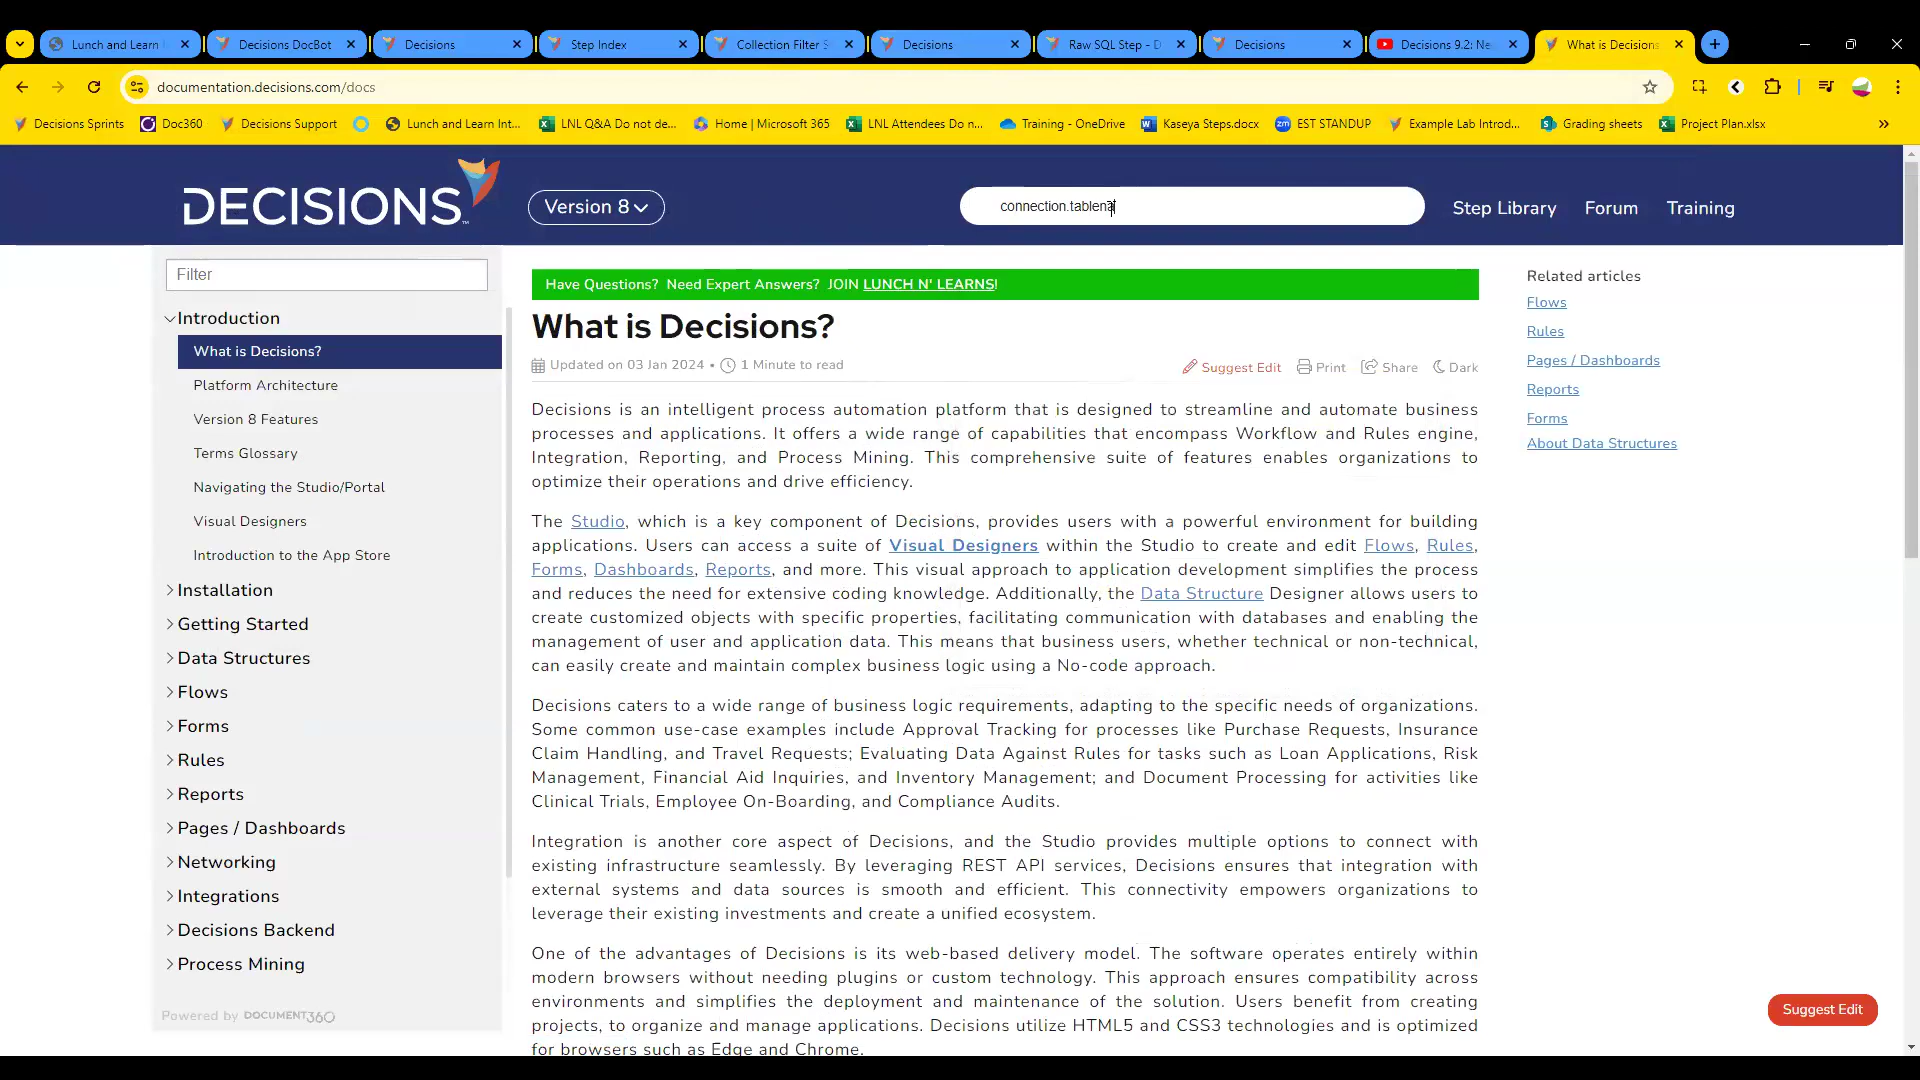 Lunch and Learn
Decisions DocBot
Decisions
Step Index
Collection Filter S
Decisions
Raw SQL Step - D
Decisions
Decisions 9.2: Ne
What is Decisions
documentation.decisions.com/docs
Decisions Sprints
Doc360
Decisions Support
Lunch and Learn Int...
LNL Q&A Do not de...
Home | Microsoft 365
LNL Attendees Do n...
Training - OneDrive
Kaseya Steps.docx
EST STANDUP
Example Lab Introd...
Grading sheets
Project Plan.xlsx
DECISIONS
Version 8
connection.tablena
Step Library
Forum
Training
Filter
Introduction
What is Decisions?
Platform Architecture
Version 8 Features
Terms Glossary
Navigating the Studio/Portal
Visual Designers
Introduction to the App Store
Installation
Getting Started
Data Structures
Flows
Forms
Rules
Reports
Pages / Dashboards
Networking
Integrations
Decisions Backend
Process Mining
Powered by DOCUMENT360
Have Questions? Need Expert Answers? JOIN LUNCH N' LEARNS!
What is Decisions?
Updated on 03 Jan 2024 • 1 Minute to read
Suggest Edit
Print
Share
Dark
Decisions is an intelligent process automation platform that is designed to streamline and automate business
processes and applications. It offers a wide range of capabilities that encompass Workflow and Rules engine,
Integration, Reporting, and Process Mining. This comprehensive suite of features enables organizations to
optimize their operations and drive efficiency.
The Studio, which is a key component of Decisions, provides users with a powerful environment for building
applications. Users can access a suite of Visual Designers within the Studio to create and edit Flows, Rules,
Forms, Dashboards, Reports, and more. This visual approach to application development simplifies the process
and reduces the need for extensive coding knowledge. Additionally, the Data Structure Designer allows users to
create customized objects with specific properties, facilitating communication with databases and enabling the
management of user and application data. This means that business users, whether technical or non-technical,
can easily create and maintain complex business logic using a No-code approach.
Decisions caters to a wide range of business logic requirements, adapting to the specific needs of organizations.
Some common use-case examples include Approval Tracking for processes like Purchase Requests, Insurance
Claim Handling, and Travel Requests; Evaluating Data Against Rules for tasks such as Loan Applications, Risk
Management, Financial Aid Inquiries, and Inventory Management; and Document Processing for activities like
Clinical Trials, Employee On-Boarding, and Compliance Audits.
Integration is another core aspect of Decisions, and the Studio provides multiple options to connect with
existing infrastructure seamlessly. By leveraging REST API services, Decisions ensures that integration with
external systems and data sources is smooth and efficient. This connectivity empowers organizations to
leverage their existing investments and create a unified ecosystem.
One of the advantages of Decisions is its web-based delivery model. The software operates entirely within
modern browsers without needing plugins or custom technology. This approach ensures compatibility across
environments and simplifies the deployment and maintenance of the solution. Users benefit from creating
projects, to organize and manage applications. Decisions utilize HTML5 and CSS3 technologies and is optimized
for browsers such as Edge and Chrome.
Related articles
Flows
Rules
Pages / Dashboards
Reports
Forms
About Data Structures
Suggest Edit